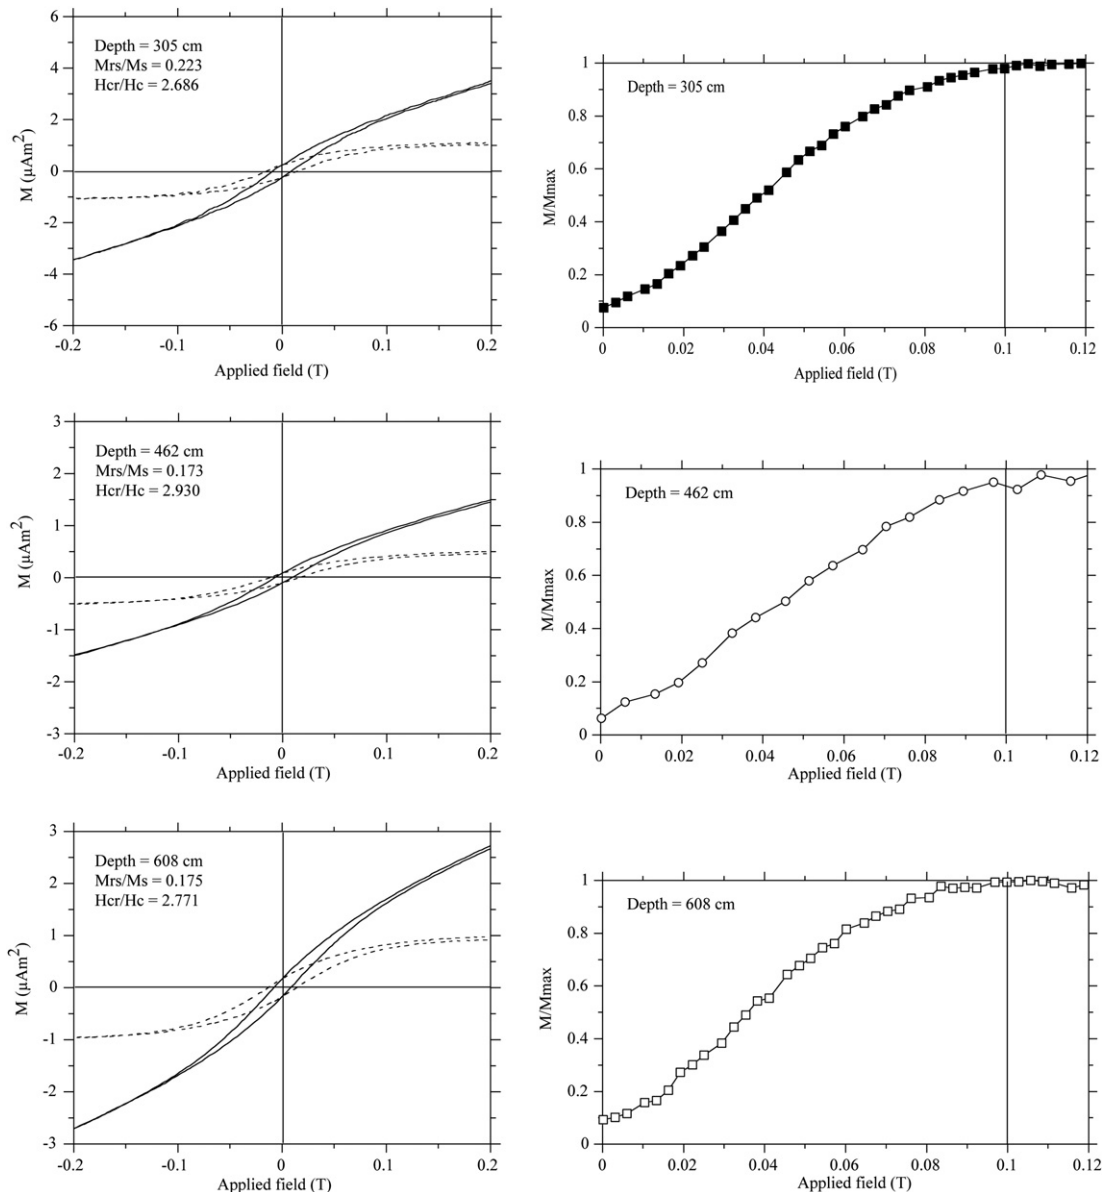 Depth = 305 cm
Mrs/Ms = 0.223
Hcr/Hc = 2.686
M (µAm2)
6
4
2
0
-2
-4
-6
-0.2 -0.1 0 0.1 0.2
Applied field (T)
Depth = 305 cm
M/Mmax
1
0.8
0.6
0.4
0.2
0
0 0.02 0.04 0.06 0.08 0.1 0.12
Applied field (T)
Depth = 462 cm
Mrs/Ms = 0.173
Hcr/Hc = 2.930
M (µAm2)
3
2
1
0
-1
-2
-3
-0.2 -0.1 0 0.1 0.2
Applied field (T)
Depth = 462 cm
M/Mmax
1
0.8
0.6
0.4
0.2
0
0 0.02 0.04 0.06 0.08 0.1 0.12
Applied field (T)
Depth = 608 cm
Mrs/Ms = 0.175
Hcr/Hc = 2.771
M (µAm2)
3
2
1
0
-1
-2
-3
-0.2 -0.1 0 0.1 0.2
Applied field (T)
Depth = 608 cm
M/Mmax
1
0.8
0.6
0.4
0.2
0
0 0.02 0.04 0.06 0.08 0.1 0.12
Applied field (T)